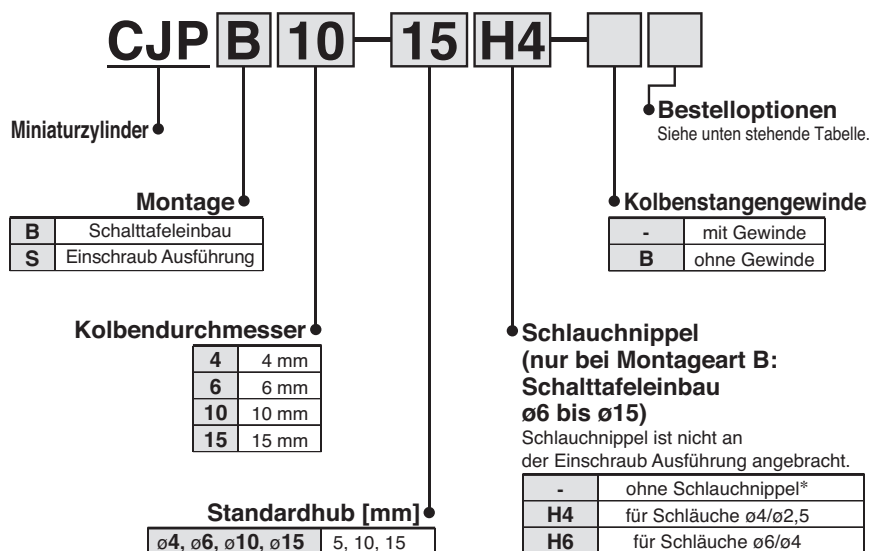 CJP B 10 — 15 H4 —
Miniaturzylinder
Bestelloptionen
Siehe unten stehende Tabelle.
Montage
B Schalttafeleinbau
S Einschraub Ausführung
Kolbenstangengewinde
- mit Gewinde
B ohne Gewinde
Kolbendurchmesser
4 4 mm
6 6 mm
10 10 mm
15 15 mm
Schlauchnippel
(nur bei Montageart B:
Schalttafeleinbau
ø6 bis ø15)
Schlauchnippel ist nicht an
der Einschraub Ausführung angebracht.
- ohne Schlauchnippel*
H4 für Schläuche ø4/ø2,5
H6 für Schläuche ø6/ø4
Standardhub [mm]
ø4, ø6, ø10, ø15 5, 10, 15